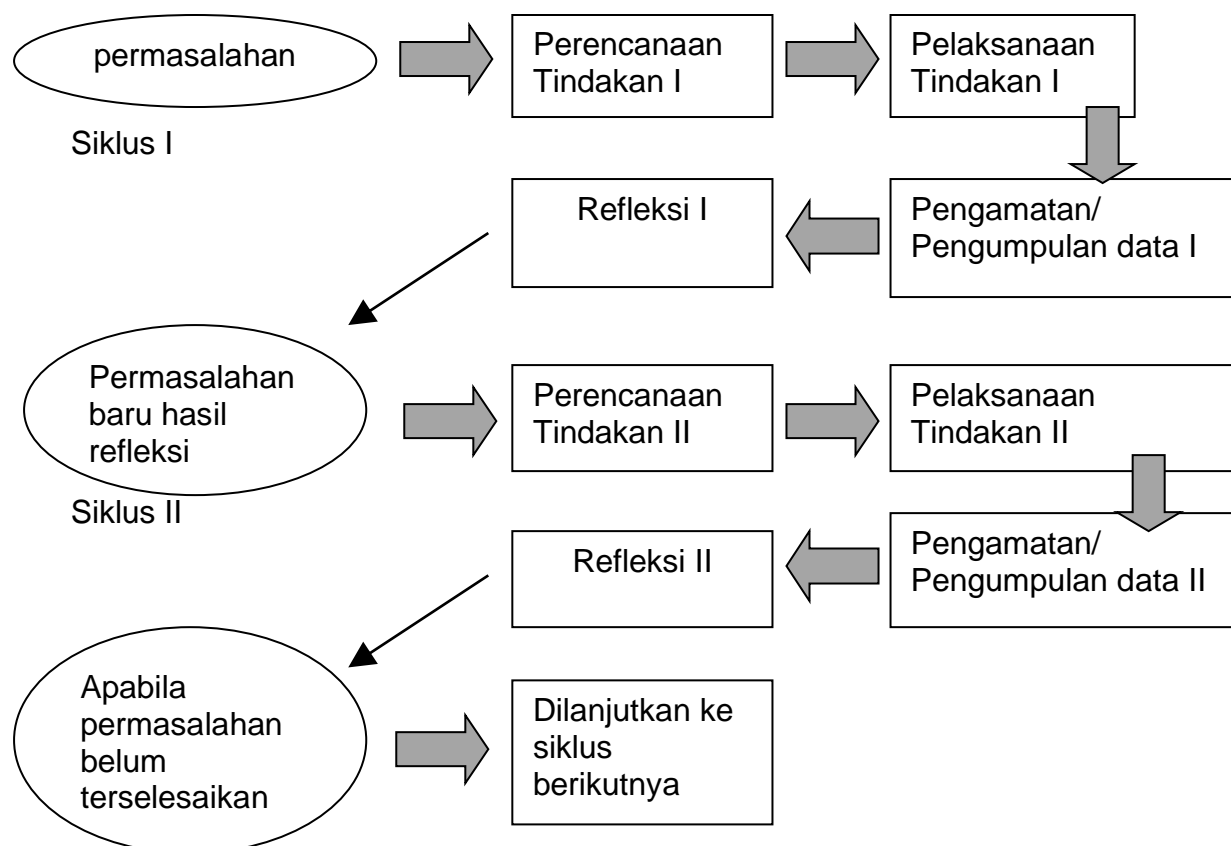 permasalahan
Perencanaan
Tindakan I
Pelaksanaan
Tindakan I
Siklus I
Refleksi I
Pengamatan/
Pengumpulan data I
Permasalahan
baru hasil
refleksi
Perencanaan
Tindakan II
Pelaksanaan
Tindakan II
Siklus II
Refleksi II
Pengamatan/
Pengumpulan data II
Apabila
permasalahan
belum
terselesaikan
Dilanjutkan ke
siklus
berikutnya